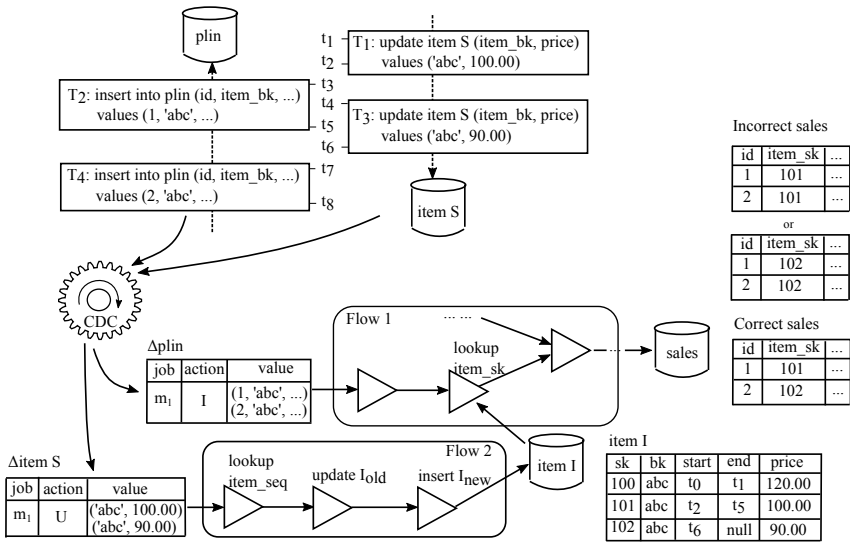 plin
t1
t2
t3
t4
t5
t6
t7
t8
T1: update item S (item_bk, price)
values ('abc', 100.00)
T2: insert into plin (id, item_bk, ...)
values (1, 'abc', ...)
T3: update item S (item_bk, price)
values ('abc', 90.00)
T4: insert into plin (id, item_bk, ...)
values (2, 'abc', ...)
item S
Incorrect sales
id item_sk ...
1 101 ...
2 101 ...
or
id item_sk ...
1 102 ...
2 102 ...
Correct sales
id item_sk ...
1 101 ...
2 102 ...
CDC
Flow 1
... ...
lookup
item_sk
...
sales
Δplin
job action value
m1 I (1, 'abc', ...)
(2, 'abc', ...)
Flow 2
lookup
item_seq
update Iold
insert Inew
item I
Δitem S
job action value
m1 U ('abc', 100.00)
('abc', 90.00)
item I
sk bk start end price
100 abc t0 t1 120.00
101 abc t2 t5 100.00
102 abc t6 null 90.00